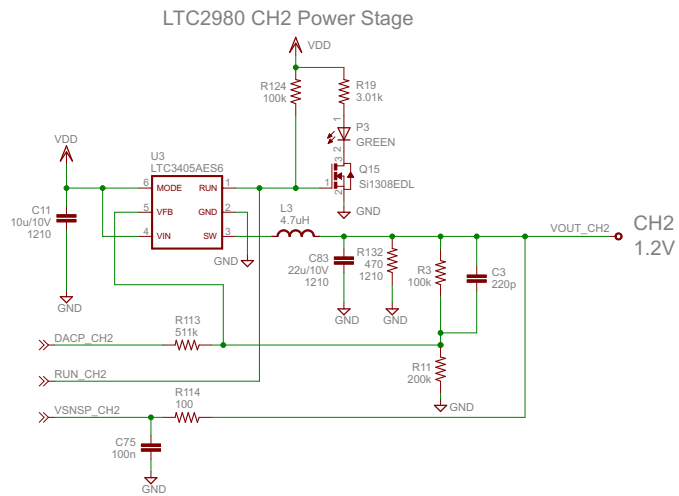 LTC2980 CH2 Power Stage
VDD
R124
100k
R19
3.01k
1
P3
GREEN
2
VDD
U3
LTC3405AES6
3
Q15
Si1308EDL
1
2
GND
6 MODE RUN 1
5 VFB GND 2
4 VIN SW 3
C11
10u/10V
1210
GND
GND
L3
4.7uH
VOUT_CH2
CH2
1.2V
C83
22u/10V
1210
GND
R132
470
1210
GND
R3
100k
C3
220p
R113
511k
DACP_CH2
RUN_CH2
R11
200k
GND
R114
100
VSNSP_CH2
C75
100n
GND